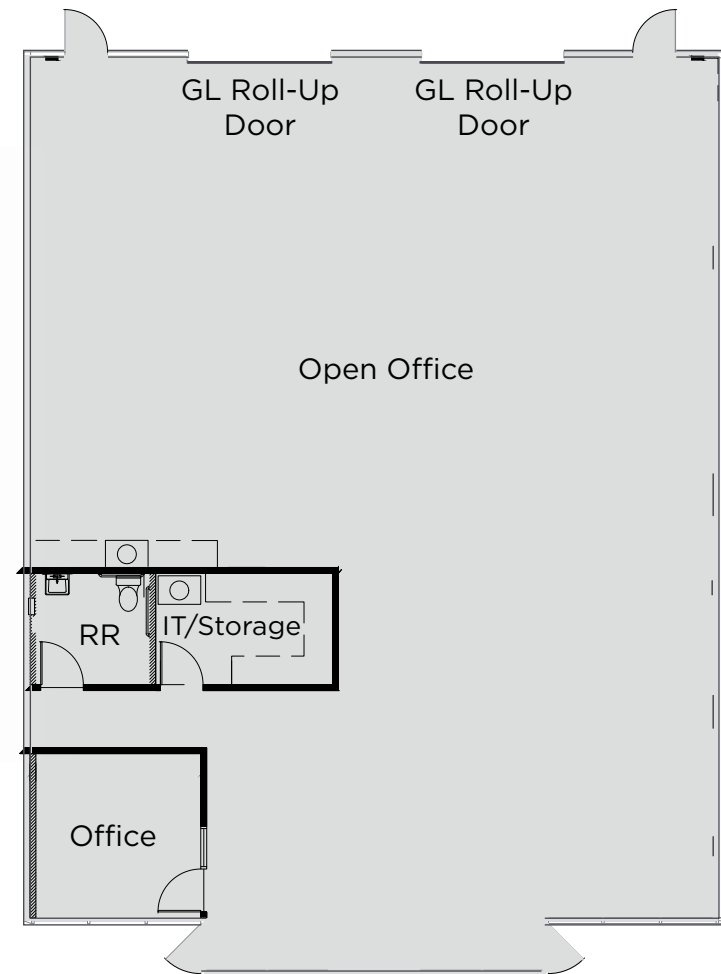 GL Roll-Up
Door
GL Roll-Up
Door
Open Office
RR
IT/Storage
Office